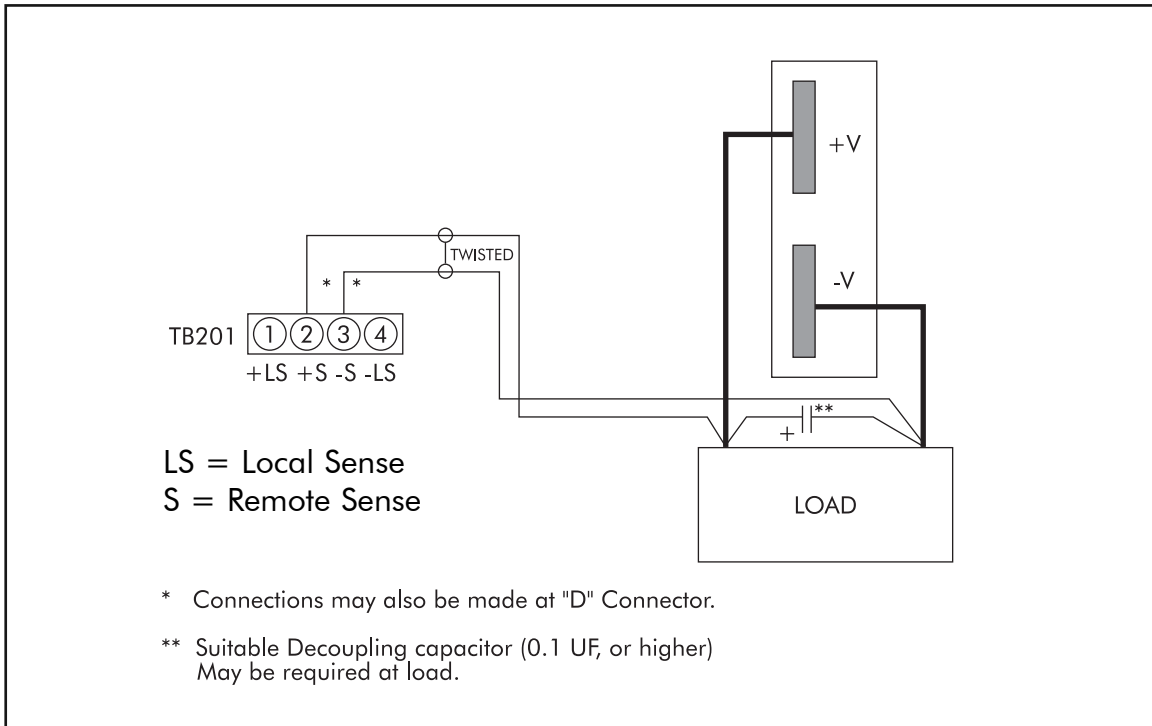 +V
TWISTED
* *
-V
TB201 1 2 3 4
+LS +S -S -LS
**
+
LS = Local Sense
S = Remote Sense
LOAD
* Connections may also be made at "D" Connector.
** Suitable Decoupling capacitor (0.1 UF, or higher)
May be required at load.